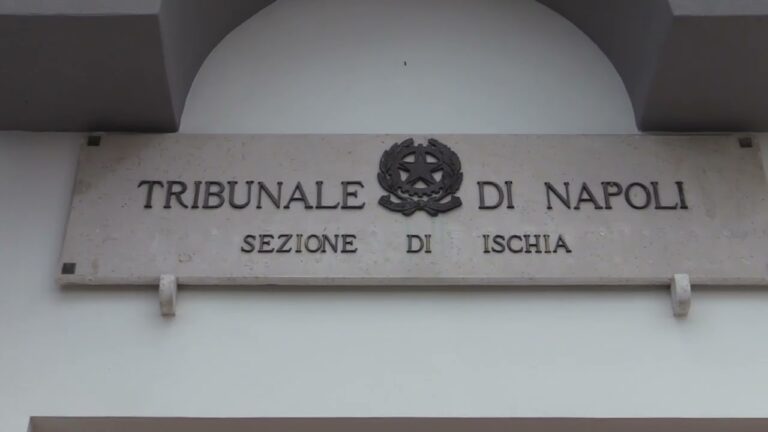 TRIBUNALE DI NAPOLI
SEZIONE DI ISCHIA